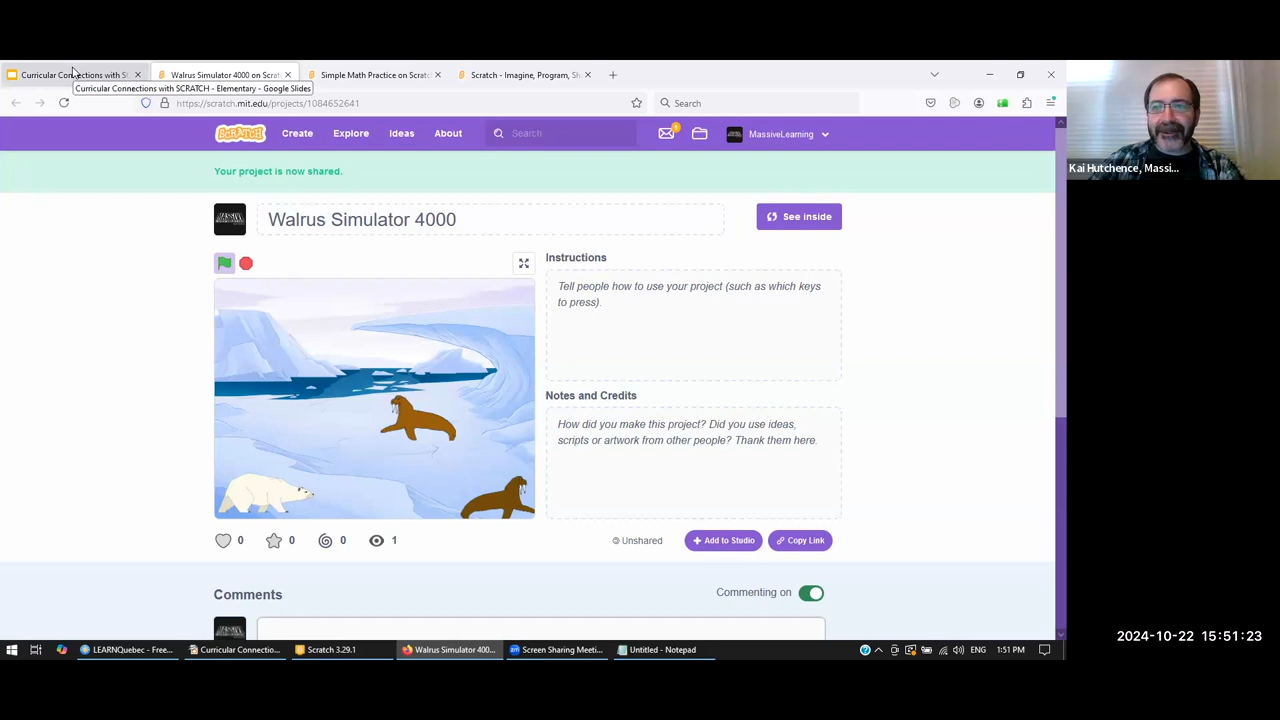 Curricular Connections with S
Walrus Simulator 4000 on Scrat
Simple Math Practice on Scratc
Scratch - Imagine, Program, Sh
Curricular Connections with SCRATCH - Elementary - Google Slides
https://scratch.mit.edu/projects/1084652641
Search
SCRATCH
Create
Explore
Ideas
About
Search
1
MassiveLearning
Your project is now shared.
Walrus Simulator 4000
See inside
Instructions
Tell people how to use your project (such as which keys
to press).
Notes and Credits
How did you make this project? Did you use ideas,
scripts or artwork from other people? Thank them here.
0
0
0
1
Unshared
Add to Studio
Copy Link
Comments
Commenting on
Kai Hutchence, Massi...
2024-10-22 15:51:23
LEARNQuebec - Free...
Curricular Connectio...
Scratch 3.29.1
Walrus Simulator 400...
Screen Sharing Meeti...
Untitled - Notepad
ENG
1:51 PM